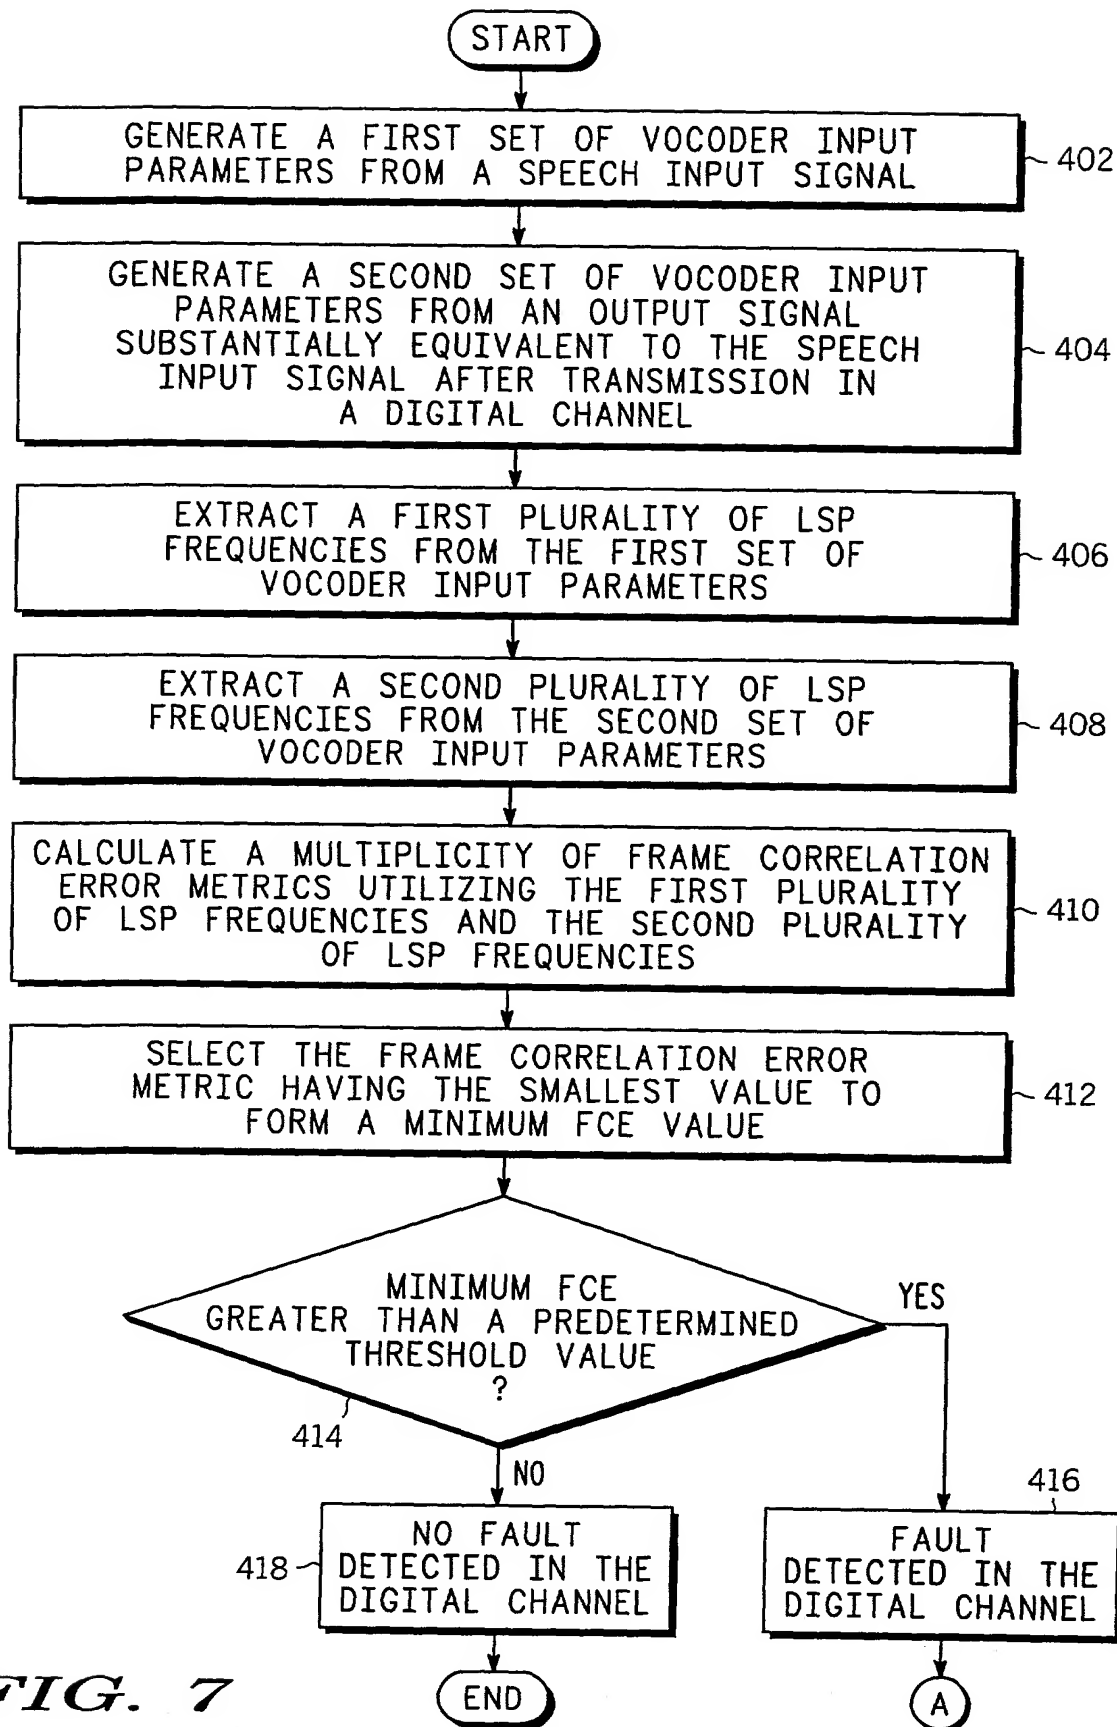 START
GENERATE A FIRST SET OF VOCODER INPUT
PARAMETERS FROM A SPEECH INPUT SIGNAL
402
GENERATE A SECOND SET OF VOCODER INPUT
PARAMETERS FROM AN OUTPUT SIGNAL
SUBSTANTIALLY EQUIVALENT TO THE SPEECH
INPUT SIGNAL AFTER TRANSMISSION IN
A DIGITAL CHANNEL
404
EXTRACT A FIRST PLURALITY OF LSP
FREQUENCIES FROM THE FIRST SET OF
VOCODER INPUT PARAMETERS
406
EXTRACT A SECOND PLURALITY OF LSP
FREQUENCIES FROM THE SECOND SET OF
VOCODER INPUT PARAMETERS
408
CALCULATE A MULTIPLICITY OF FRAME CORRELATION
ERROR METRICS UTILIZING THE FIRST PLURALITY
OF LSP FREQUENCIES AND THE SECOND PLURALITY
OF LSP FREQUENCIES
410
SELECT THE FRAME CORRELATION ERROR
METRIC HAVING THE SMALLEST VALUE TO
FORM A MINIMUM FCE VALUE
412
MINIMUM FCE
GREATER THAN A PREDETERMINED
THRESHOLD VALUE
?
YES
414
NO
416
NO FAULT
DETECTED IN THE
DIGITAL CHANNEL
418
FAULT
DETECTED IN THE
DIGITAL CHANNEL
END
A
FIG. 7